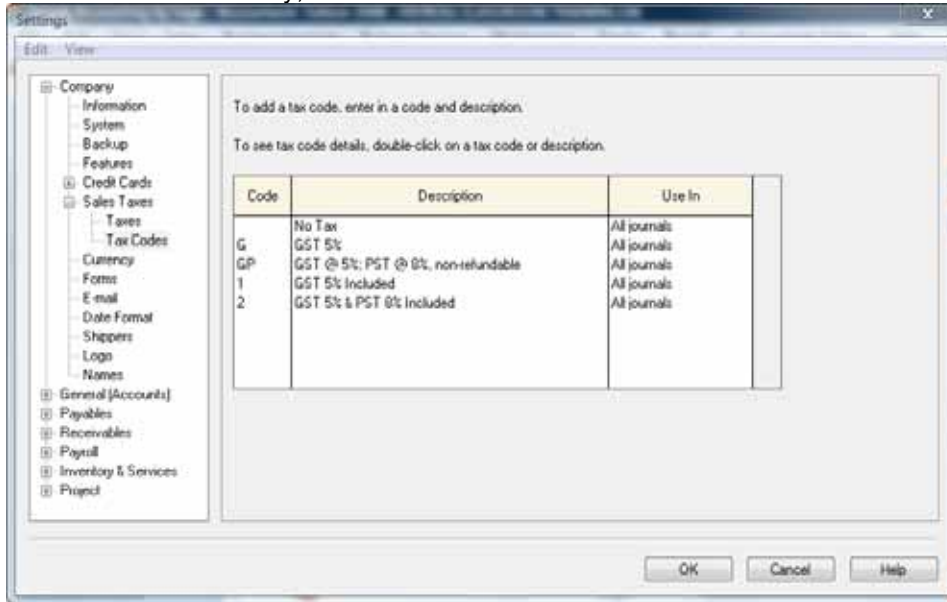 Settings
Edit View
Company
Information
System
Backup
Features
Credit Cards
Sales Taxes
Taxes
Tax Codes
Currency
Forms
E-mail
Date Format
Shippers
Logo
Names
General (Accounts)
Payables
Receivables
Payroll
Inventory & Services
Project
To add a tax code, enter in a code and description.
To see tax code details, double-click on a tax code or description.
Code Description Use In
No Tax All journals
G GST 5% All journals
GP GST @ 5%; PST @ 8%, non-refundable All journals
1 GST 5% Included All journals
2 GST 5% & PST 8% Included All journals
OK Cancel Help